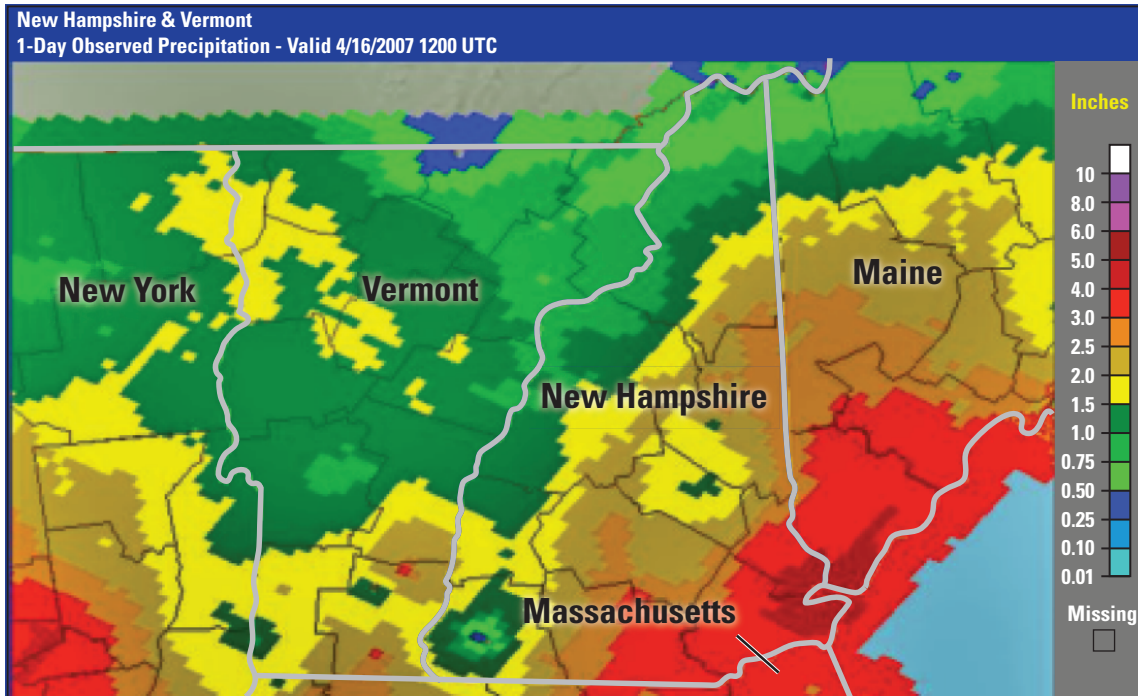 New Hampshire & Vermont
1-Day Observed Precipitation - Valid 4/16/2007 1200 UTC
Inches
10
8.0
6.0
5.0
4.0
3.0
2.5
2.0
1.5
1.0
0.75
0.50
0.25
0.10
0.01
Missing
New York
Vermont
Maine
New Hampshire
Massachusetts